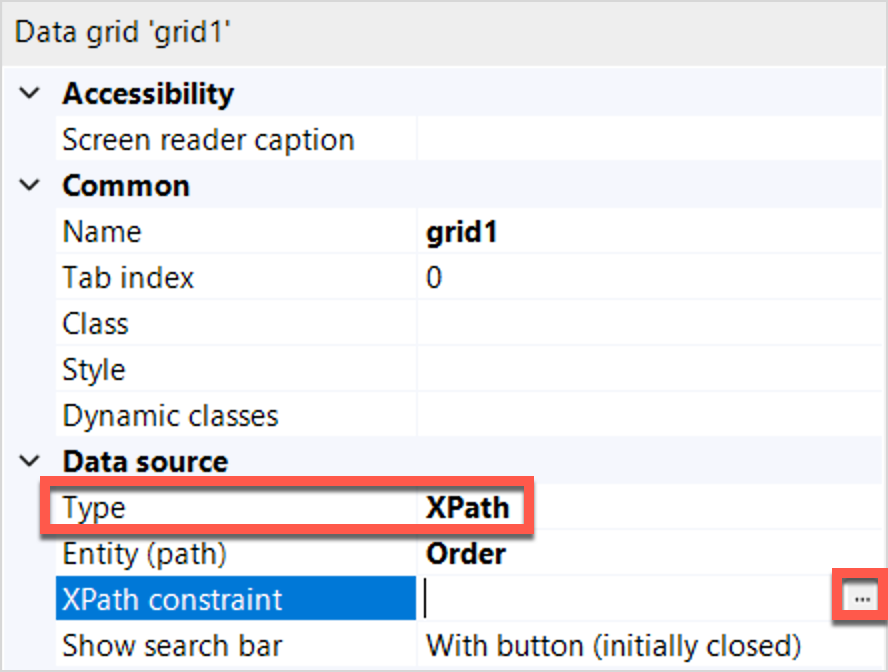 Data grid 'grid1'
Accessibility
Screen reader caption
Common
Name grid1
Tab index 0
Class
Style
Dynamic classes
Data source
Type XPath
Entity (path) Order
XPath constraint ...
Show search bar With button (initially closed)